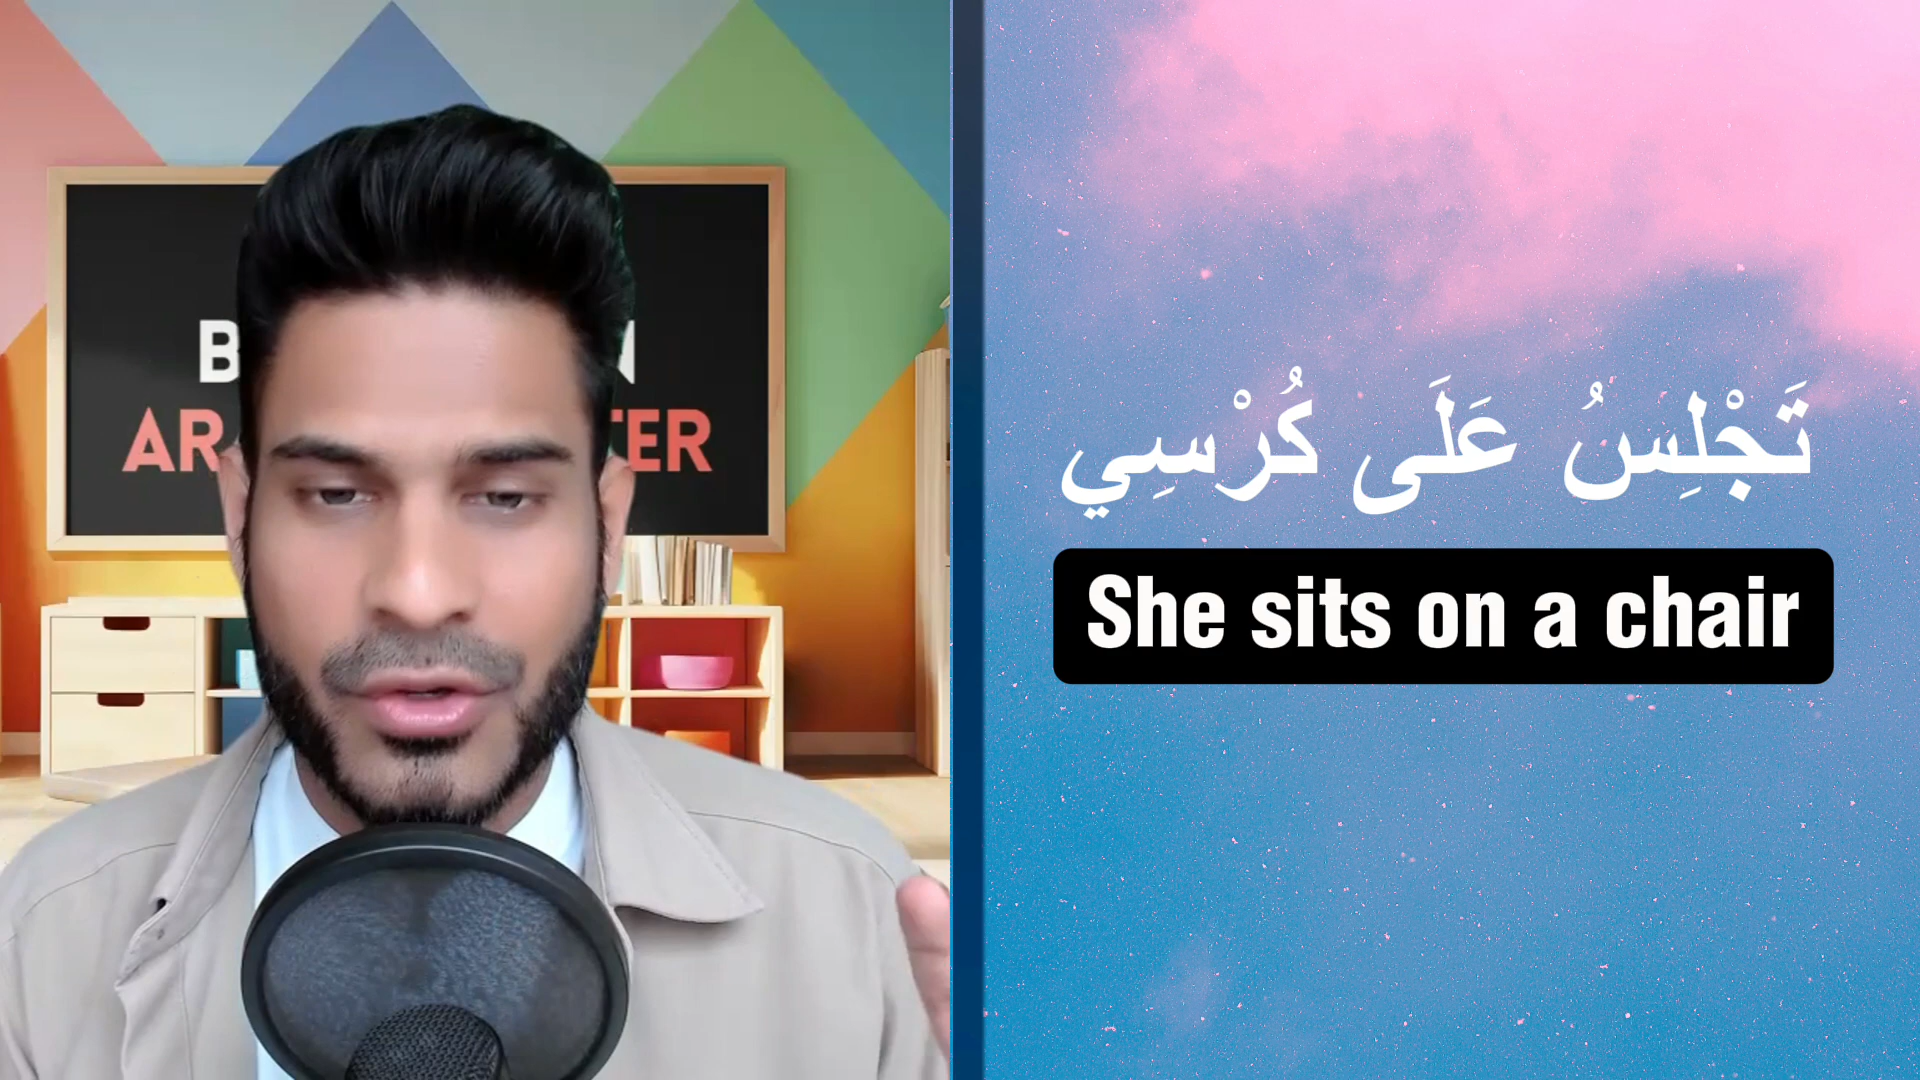 تَجْلِسُ عَلَى كُرْسِي
She sits on a chair